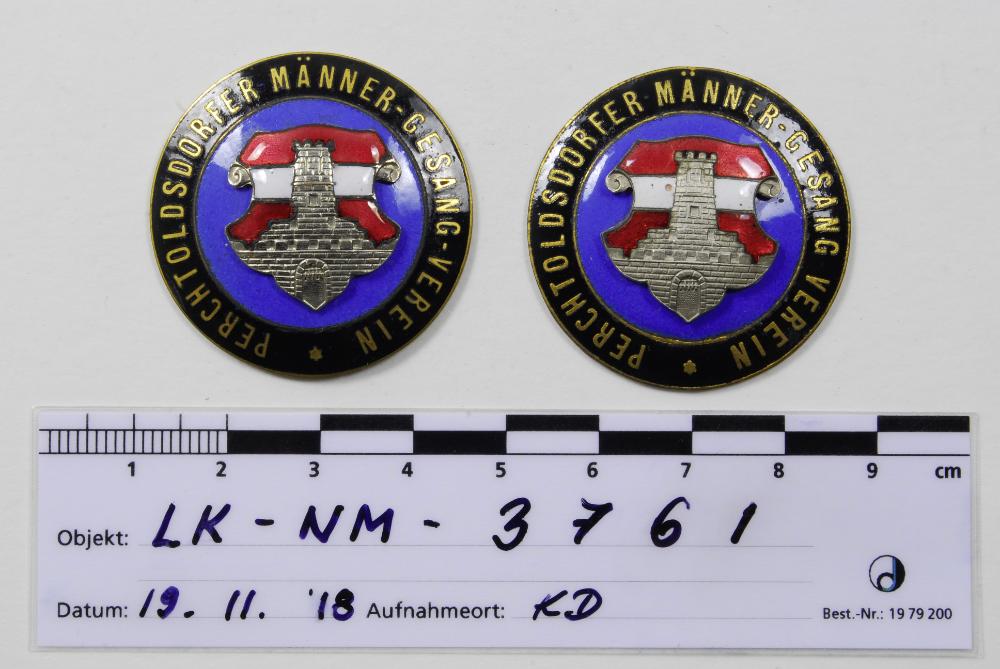 PERCHTOLDSDORFER MÄNNER-GESANG-VEREIN *
PERCHTOLDSDORFER MÄNNER-GESANG VEREIN *
1 2 3 4 5 6 7 8 9 cm
Objekt: LK - NM - 3761
Datum: 19. 11. '18 Aufnahmeort: KD
Best.-Nr.: 19 79 200